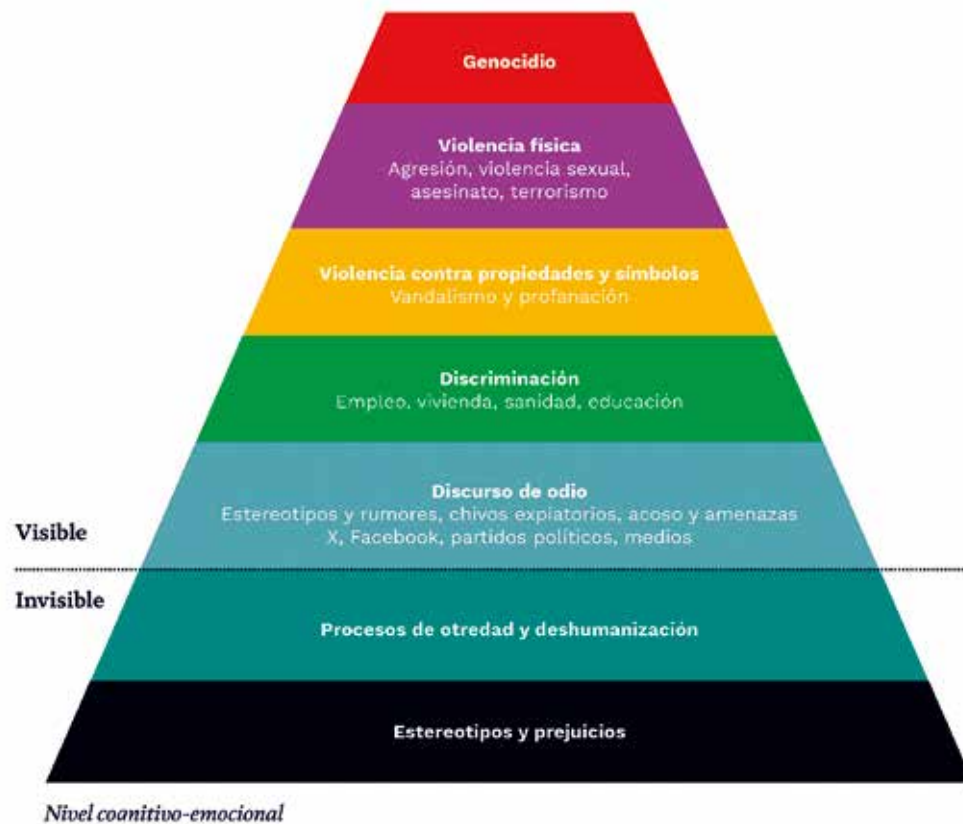 Genocidio
Violencia física
Agresión, violencia sexual,
asesinato, terrorismo
Violencia contra propiedades y símbolos
Vandalismo y profanación
Discriminación
Empleo, vivienda, sanidad, educación
Discurso de odio
Estereotipos y rumores, chivos expiatorios, acoso y amenazas
X, Facebook, partidos políticos, medios
Visible
Invisible
Procesos de otredad y deshumanización
Estereotipos y prejuicios
Nivel cognitivo-emocional